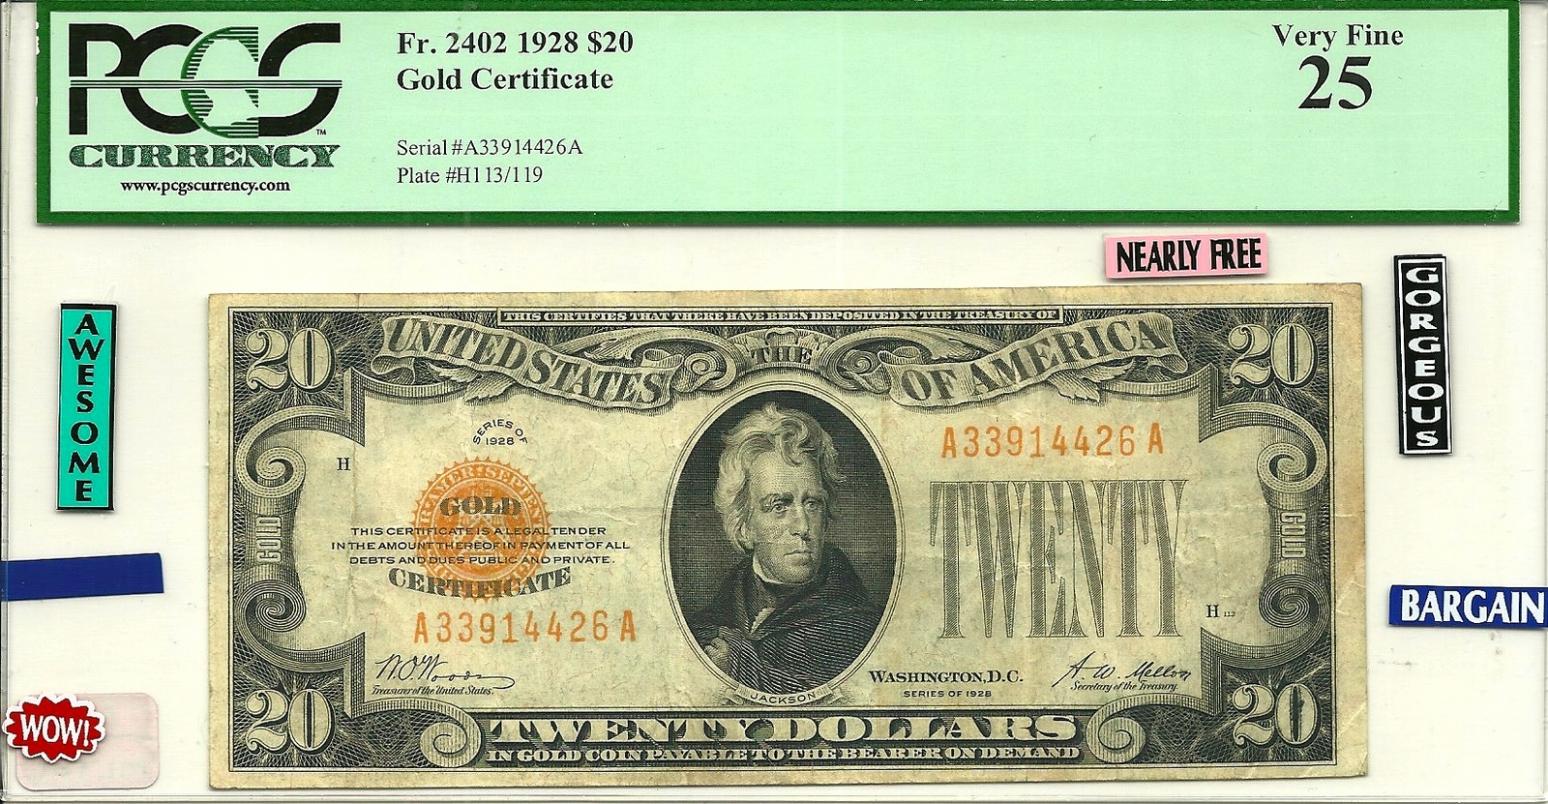 PCGS
CURRENCY
www.pcgscurrency.com
Fr. 2402 1928 $20
Gold Certificate
Serial #A33914426A
Plate #H113/119
Very Fine
25
NEARLY FREE
AWESOME
GORGEOUS
BARGAIN
WOW!
THIS CERTIFIES THAT THERE HAVE BEEN DEPOSITED IN THE TREASURY OF
20
UNITED STATES
THE
OF AMERICA
20
SERIES OF
1928
H
A33914426A
GOLD
THIS CERTIFICATE IS A LEGAL TENDER
IN THE AMOUNT THEREOF IN PAYMENT OF ALL
DEBTS AND DUES PUBLIC AND PRIVATE.
CERTIFICATE
GOLD
TWENTY
GOLD
A33914426A
H
W.O. Woods
Treasurer of the United States.
JACKSON
WASHINGTON, D.C.
SERIES OF 1928
A. W. Mellon
Secretary of the Treasury.
20
TWENTY DOLLARS
20
IN GOLD COIN PAYABLE TO THE BEARER ON DEMAND